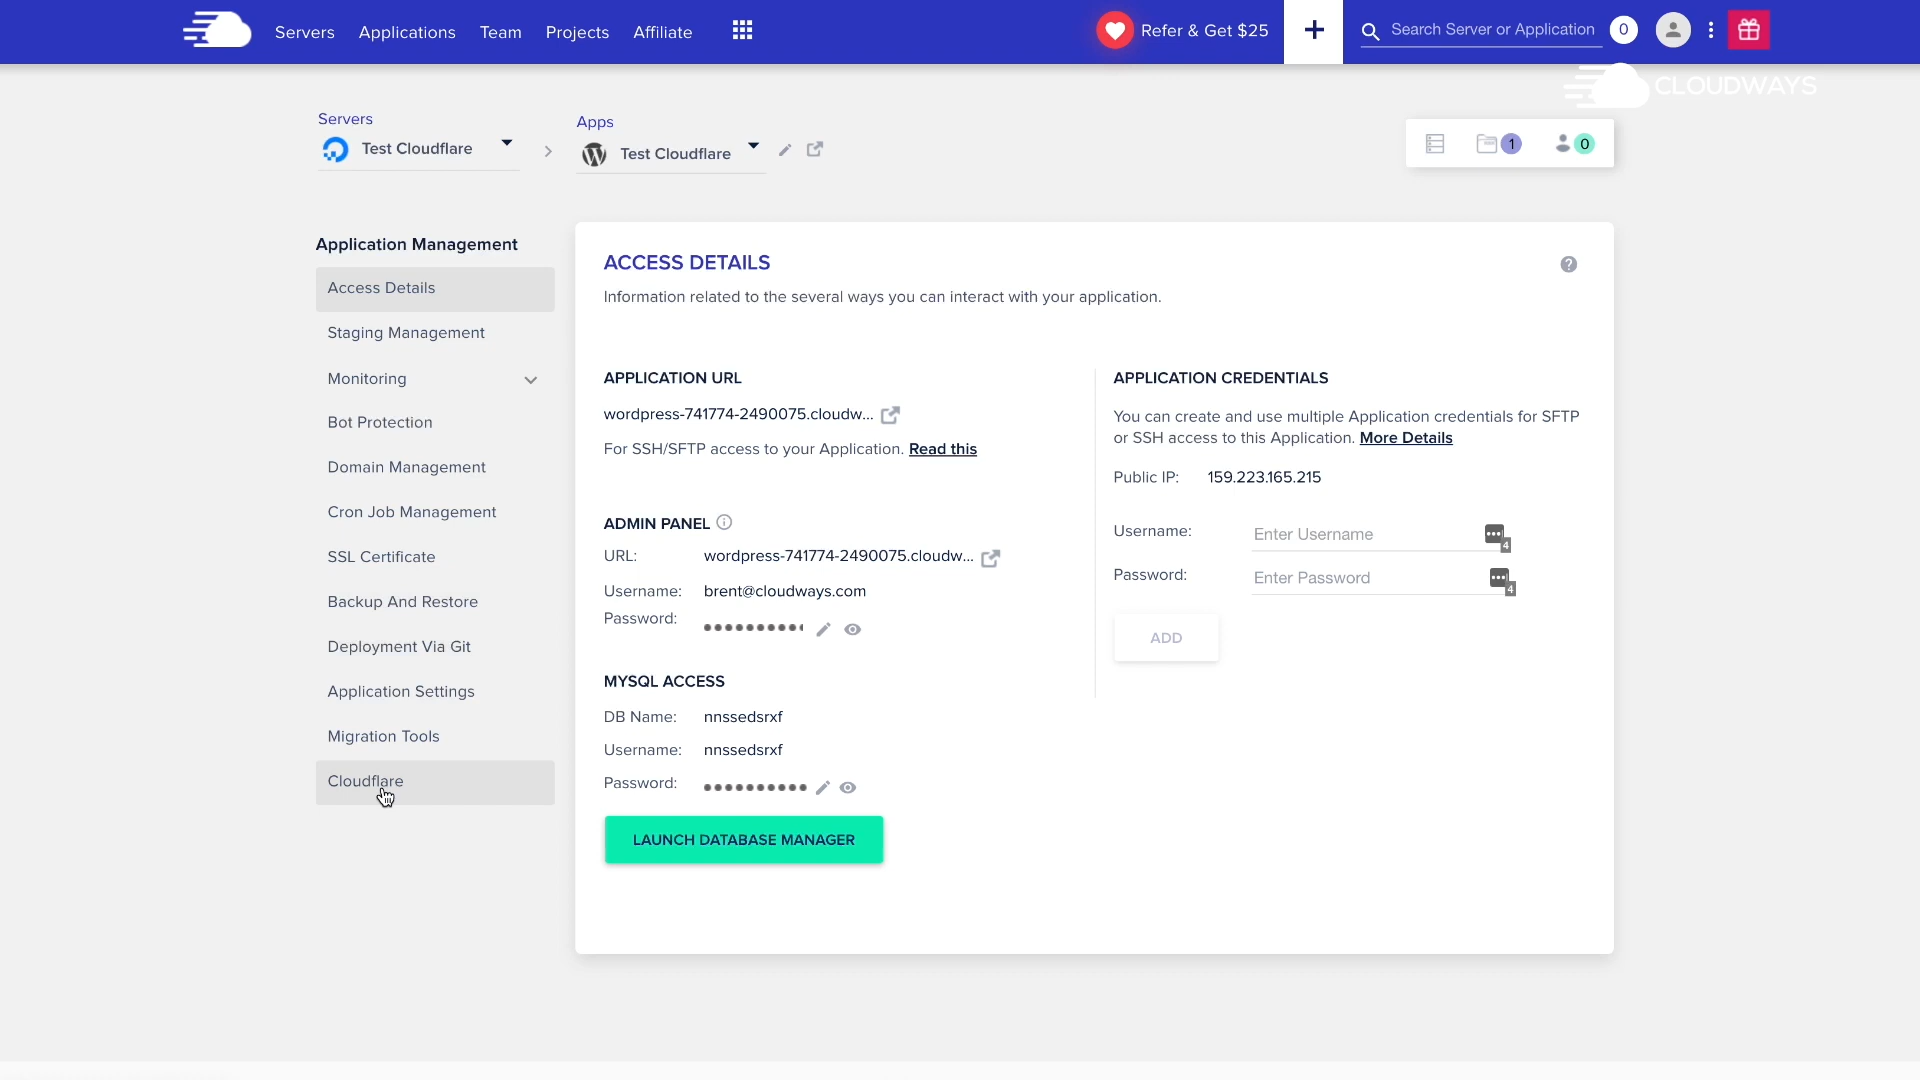 Servers Applications Team Projects Affiliate
Refer & Get $25
Search Server or Application
0
CLOUDWAYS
Servers
Test Cloudflare
Apps
Test Cloudflare
1
0
Application Management
Access Details
Staging Management
Monitoring
Bot Protection
Domain Management
Cron Job Management
SSL Certificate
Backup And Restore
Deployment Via Git
Application Settings
Migration Tools
Cloudflare
ACCESS DETAILS
Information related to the several ways you can interact with your application.
APPLICATION URL
wordpress-741774-2490075.cloudw...
For SSH/SFTP access to your Application. Read this
ADMIN PANEL
URL: wordpress-741774-2490075.cloudw...
Username: brent@cloudways.com
Password:
MYSQL ACCESS
DB Name: nnssedsrxf
Username: nnssedsrxf
Password:
LAUNCH DATABASE MANAGER
APPLICATION CREDENTIALS
You can create and use multiple Application credentials for SFTP
or SSH access to this Application. More Details
Public IP: 159.223.165.215
Username: Enter Username
4
Password: Enter Password
4
ADD